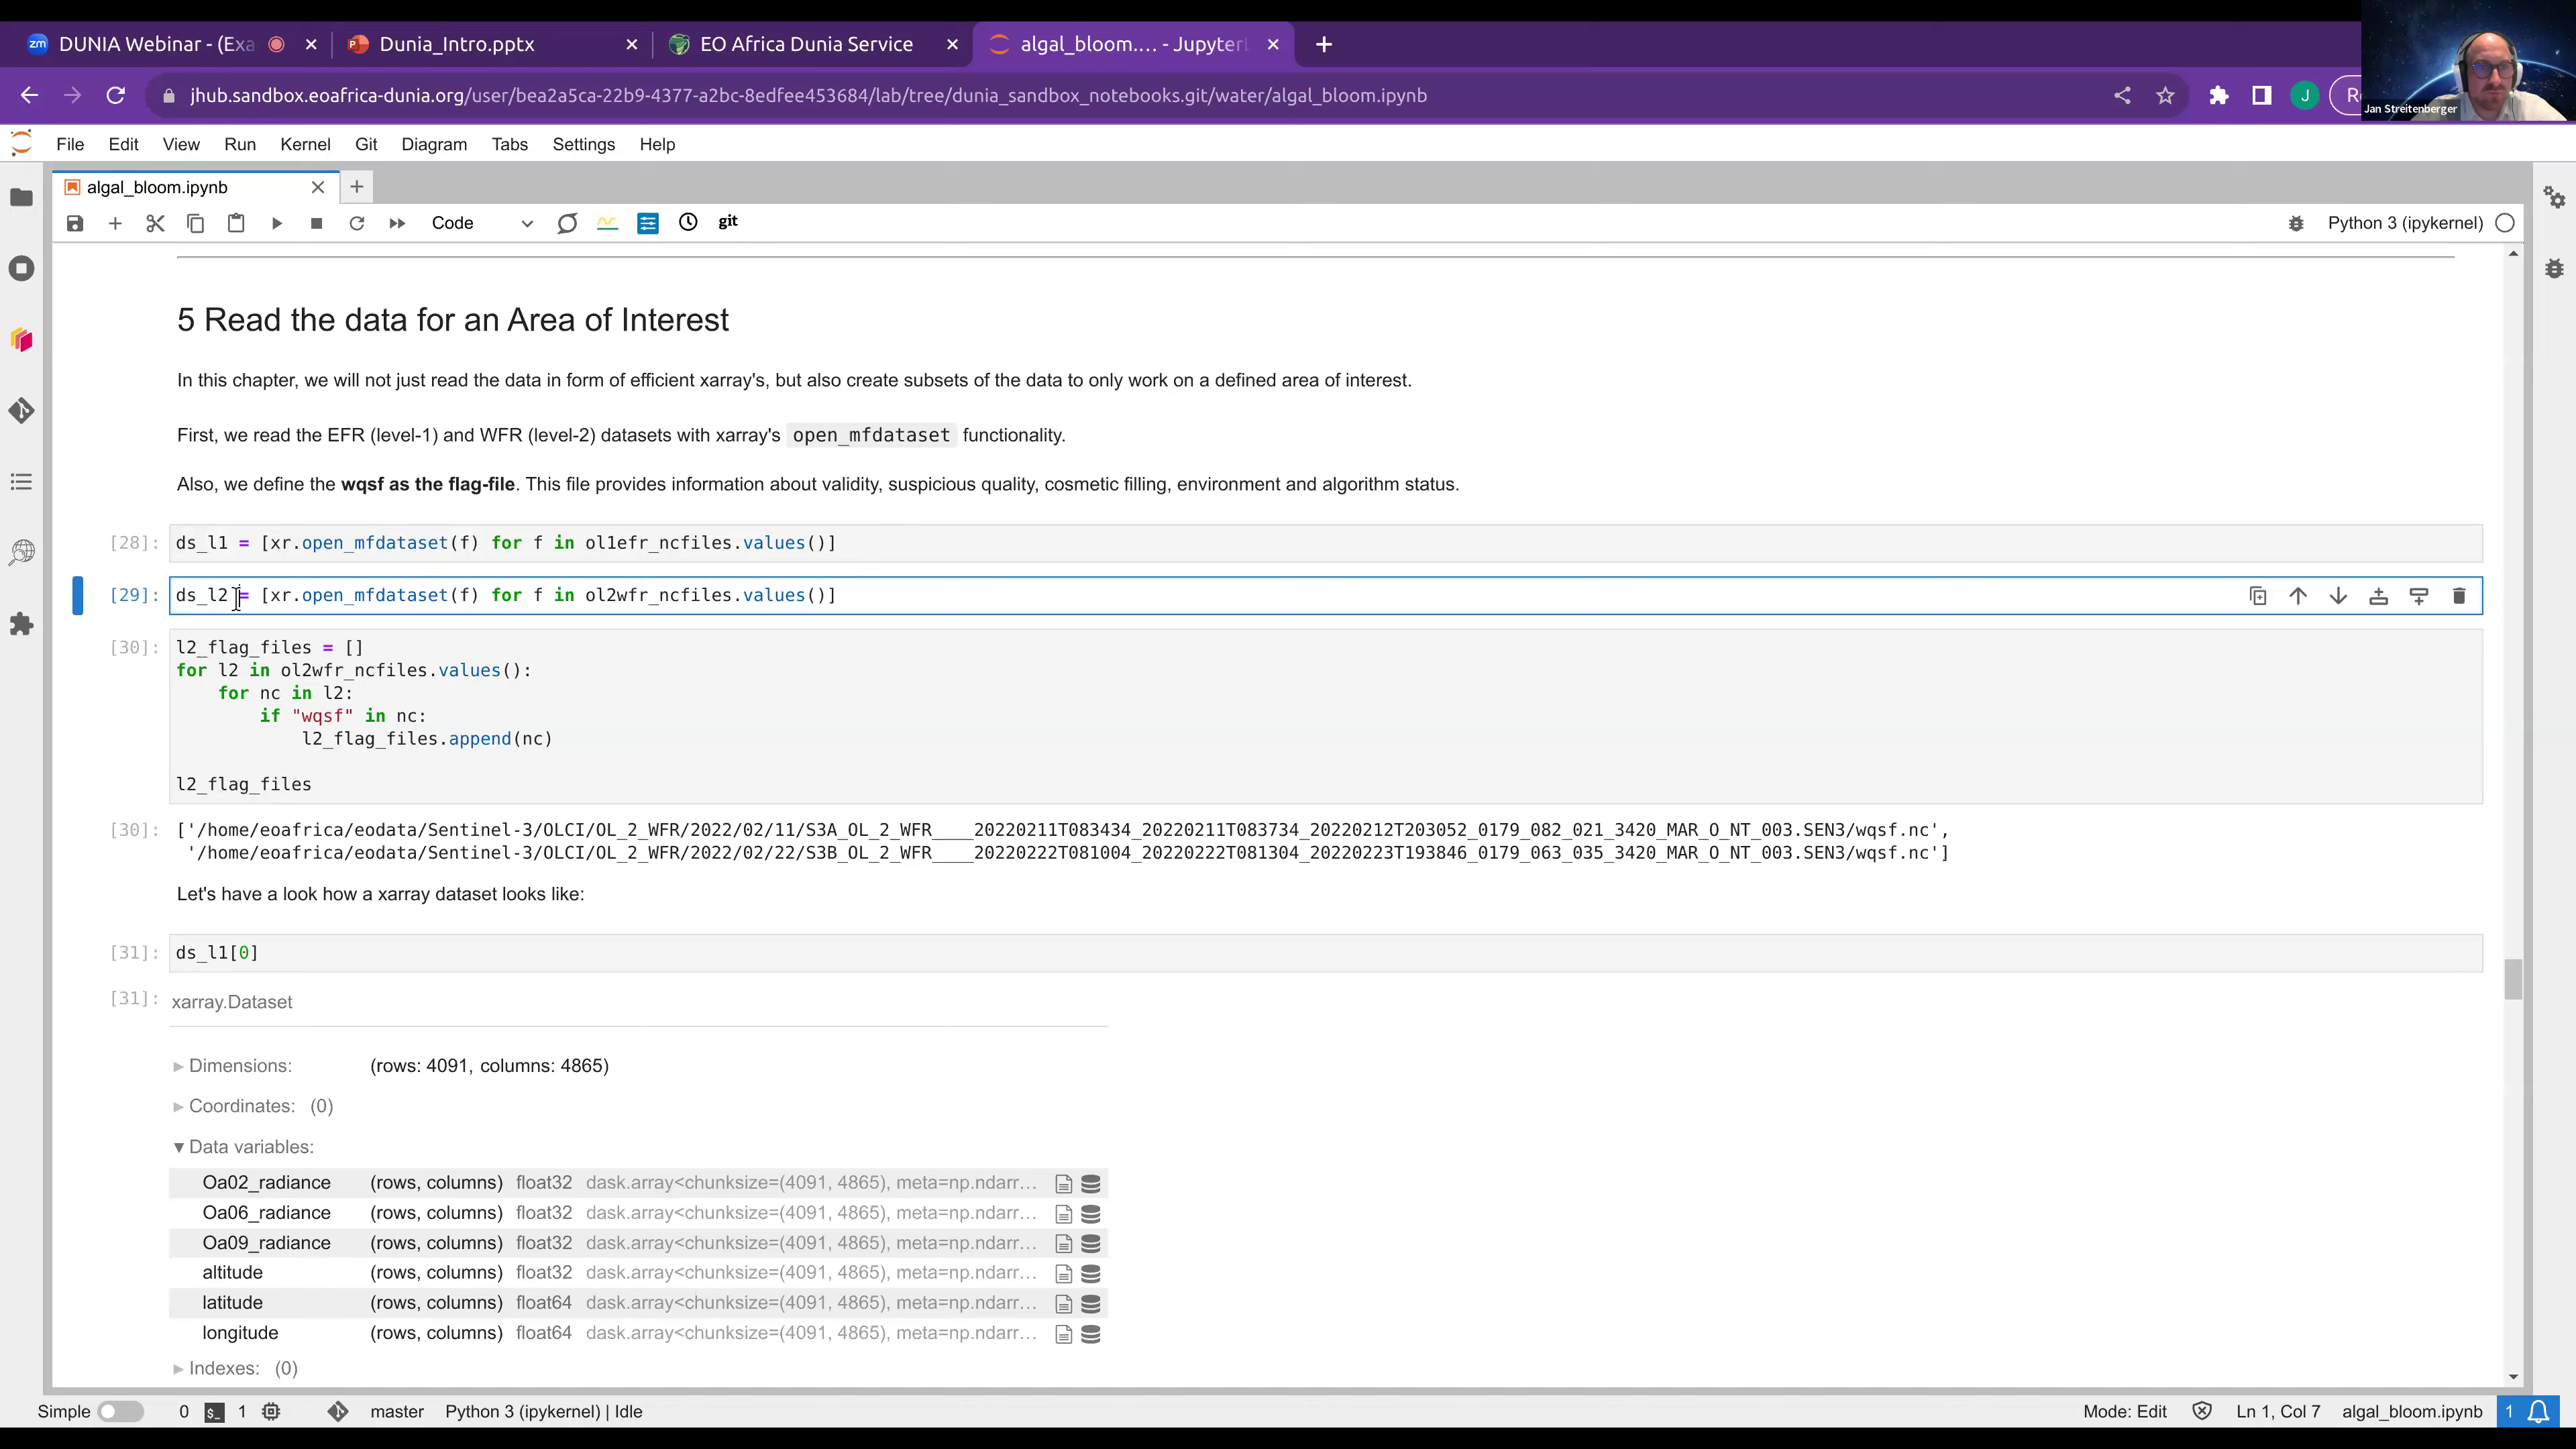 zm DUNIA Webinar - (Exa
Dunia_Intro.pptx
EO Africa Dunia Service
algal_bloom.... - Jupyter
jhub.sandbox.eoafrica-dunia.org/user/bea2a5ca-22b9-4377-a2bc-8edfee453684/lab/tree/dunia_sandbox_notebooks.git/water/algal_bloom.ipynb
J
Jan Streitenberger
File Edit View Run Kernel Git Diagram Tabs Settings Help
algal_bloom.ipynb
Code
git
Python 3 (ipykernel)
5 Read the data for an Area of Interest
In this chapter, we will not just read the data in form of efficient xarray's, but also create subsets of the data to only work on a defined area of interest.
First, we read the EFR (level-1) and WFR (level-2) datasets with xarray's open_mfdataset functionality.
Also, we define the wqsf as the flag-file. This file provides information about validity, suspicious quality, cosmetic filling, environment and algorithm status.
[28]: ds_l1 = [xr.open_mfdataset(f) for f in ol1efr_ncfiles.values()]
[29]: ds_l2 = [xr.open_mfdataset(f) for f in ol2wfr_ncfiles.values()]
[30]: l2_flag_files = []
for l2 in ol2wfr_ncfiles.values():
    for nc in l2:
        if "wqsf" in nc:
            l2_flag_files.append(nc)
l2_flag_files
[30]: ['/home/eoafrica/eodata/Sentinel-3/OLCI/OL_2_WFR/2022/02/11/S3A_OL_2_WFR____20220211T083434_20220211T083734_20220212T203052_0179_082_021_3420_MAR_O_NT_003.SEN3/wqsf.nc',
'/home/eoafrica/eodata/Sentinel-3/OLCI/OL_2_WFR/2022/02/22/S3B_OL_2_WFR____20220222T081004_20220222T081304_20220223T193846_0179_063_035_3420_MAR_O_NT_003.SEN3/wqsf.nc']
Let's have a look how a xarray dataset looks like:
[31]: ds_l1[0]
[31]: xarray.Dataset
Dimensions: (rows: 4091, columns: 4865)
Coordinates: (0)
Data variables:
Oa02_radiance (rows, columns) float32 dask.array<chunksize=(4091, 4865), meta=np.ndarr...
Oa06_radiance (rows, columns) float32 dask.array<chunksize=(4091, 4865), meta=np.ndarr...
Oa09_radiance (rows, columns) float32 dask.array<chunksize=(4091, 4865), meta=np.ndarr...
altitude (rows, columns) float32 dask.array<chunksize=(4091, 4865), meta=np.ndarr...
latitude (rows, columns) float64 dask.array<chunksize=(4091, 4865), meta=np.ndarr...
longitude (rows, columns) float64 dask.array<chunksize=(4091, 4865), meta=np.ndarr...
Indexes: (0)
Simple 0 $_ 1 master Python 3 (ipykernel) | Idle Mode: Edit Ln 1, Col 7 algal_bloom.ipynb 1